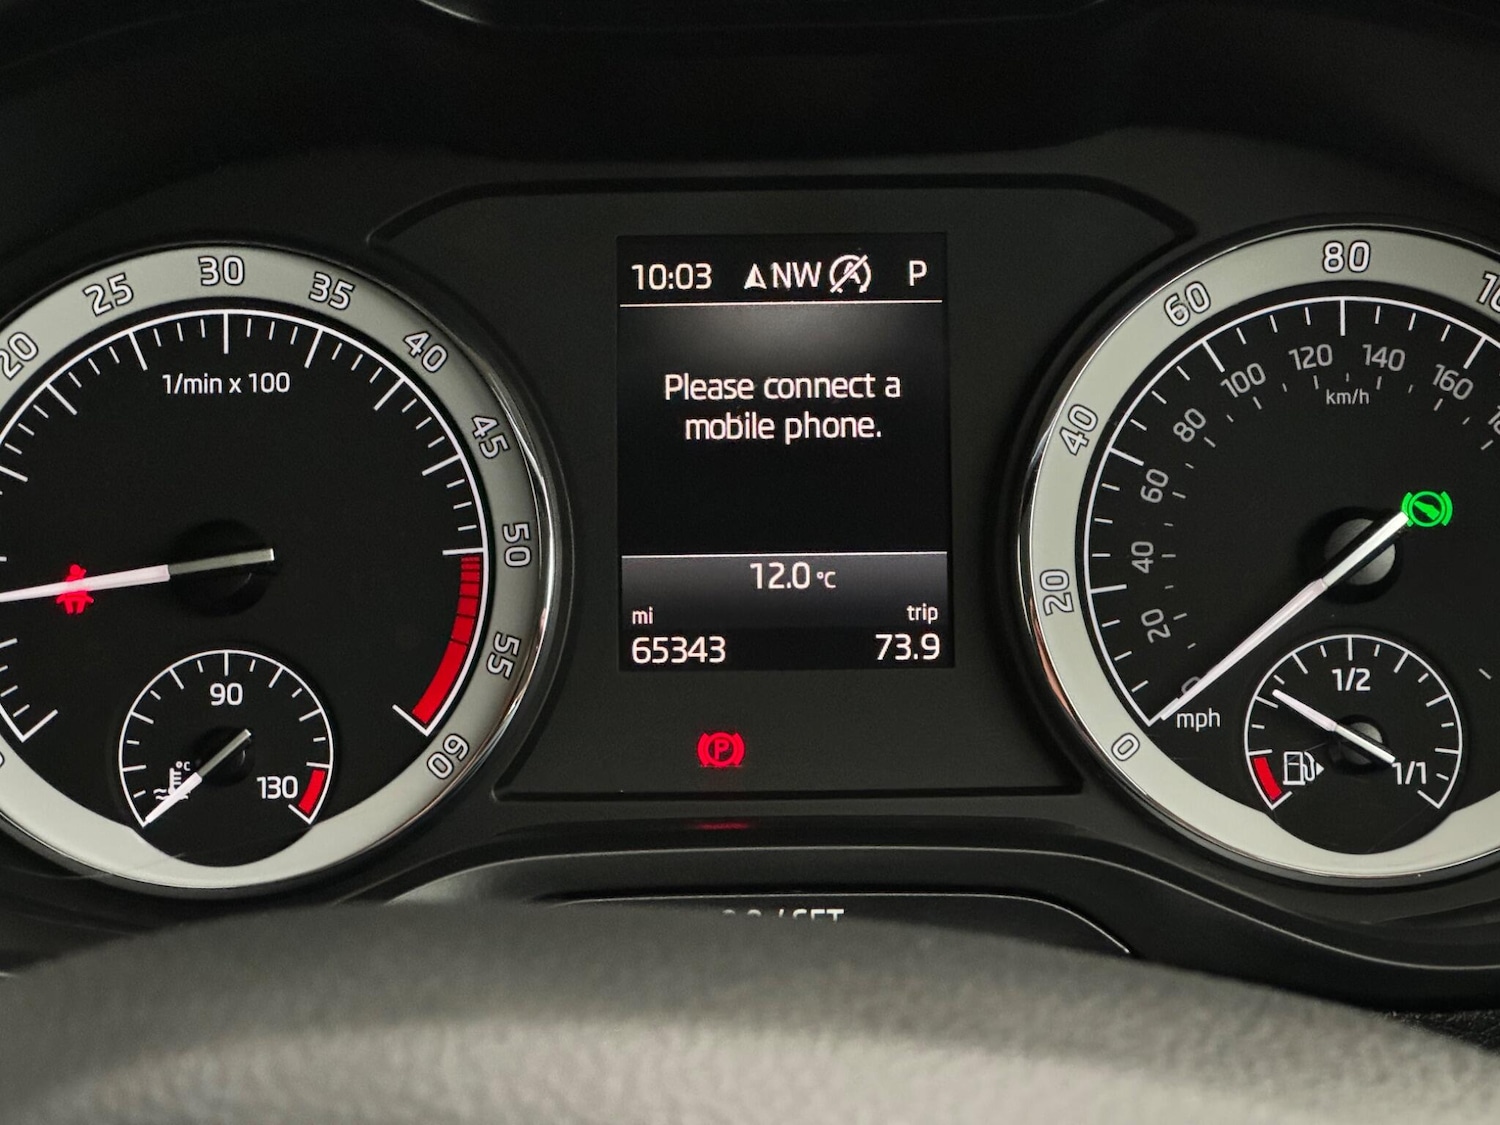 10:03 NW A P
Please connect a
mobile phone.
12.0 °C
mi trip
65343 73.9
20 25 30 35 40 45 50 55 60
1/min x 100
90
°C
130
P
0 20 40 60 80
20 40 60 80 100 120 140 160
km/h
mph
1/2
1/1
/ SET